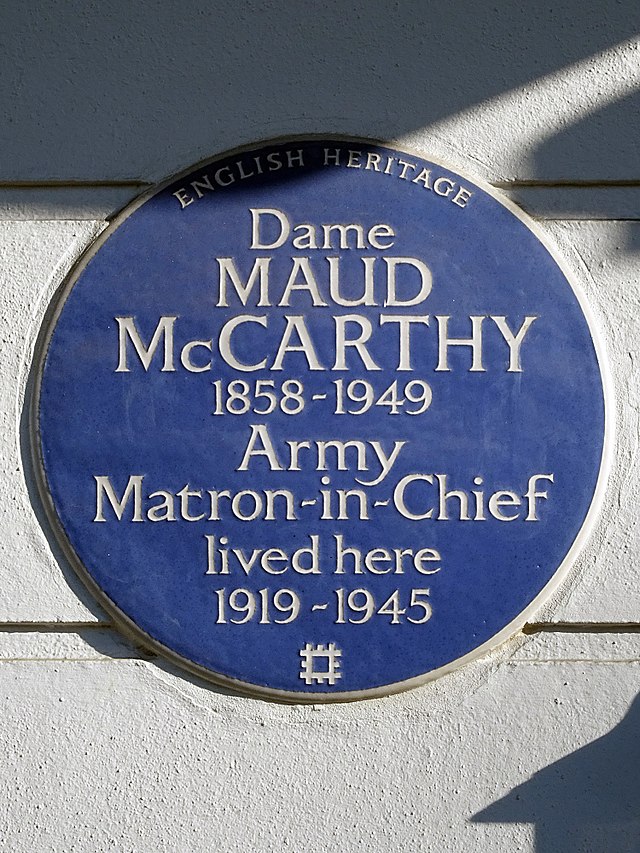 ENGLISH HERITAGE
Dame
MAUD
McCARTHY
1858-1949
Army
Matron-in-Chief
lived here
1919-1945